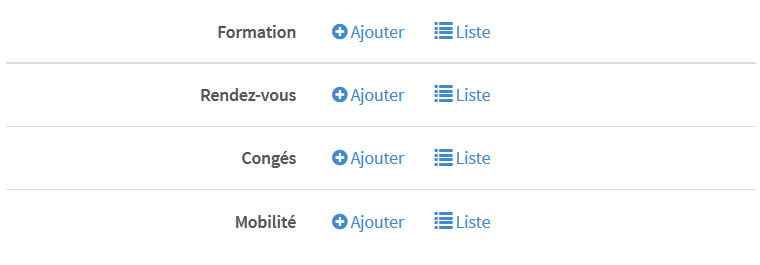 Formation Ajouter Liste
Rendez-vous Ajouter Liste
Congés Ajouter Liste
Mobilité Ajouter Liste